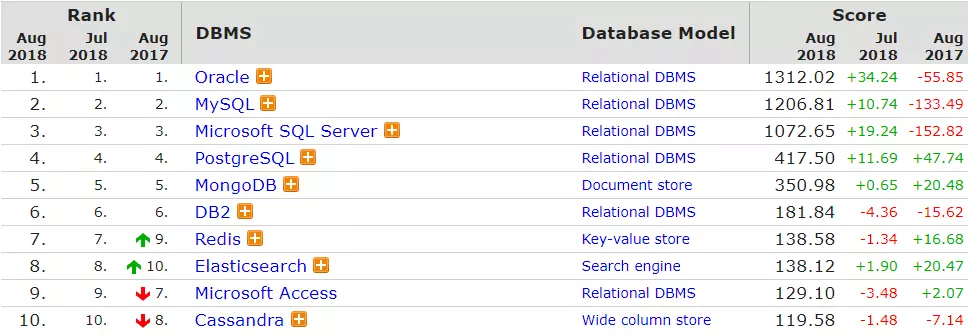 Rank Score
Aug 2018 Jul 2018 Aug 2017 DBMS Database Model Aug 2018 Jul 2018 Aug 2017
1. 1. 1. Oracle Relational DBMS 1312.02 +34.24 -55.85
2. 2. 2. MySQL Relational DBMS 1206.81 +10.74 -133.49
3. 3. 3. Microsoft SQL Server Relational DBMS 1072.65 +19.24 -152.82
4. 4. 4. PostgreSQL Relational DBMS 417.50 +11.69 +47.74
5. 5. 5. MongoDB Document store 350.98 +0.65 +20.48
6. 6. 6. DB2 Relational DBMS 181.84 -4.36 -15.62
7. 7. 9. Redis Key-value store 138.58 -1.34 +16.68
8. 8. 10. Elasticsearch Search engine 138.12 +1.90 +20.47
9. 9. 7. Microsoft Access Relational DBMS 129.10 -3.48 +2.07
10. 10. 8. Cassandra Wide column store 119.58 -1.48 -7.14